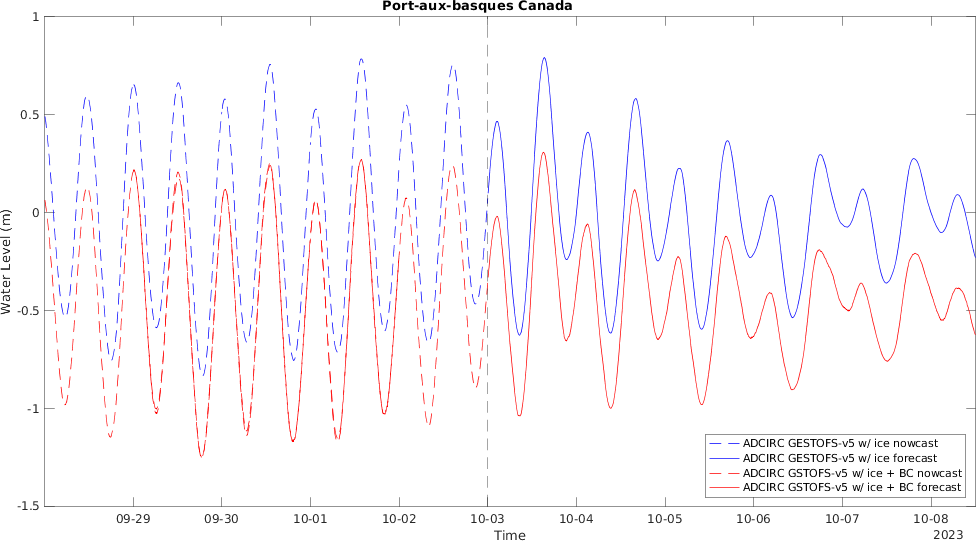 Port-aux-basques Canada
1
0.5
0
-0.5
-1
-1.5
Water Level (m)
ADCIRC GESTOFS-v5 w/ ice nowcast
ADCIRC GESTOFS-v5 w/ ice forecast
ADCIRC GSTOFS-v5 w/ ice + BC nowcast
ADCIRC GSTOFS-v5 w/ ice + BC forecast
09-29 09-30 10-01 10-02 10-03 10-04 10-05 10-06 10-07 10-08
Time
2023